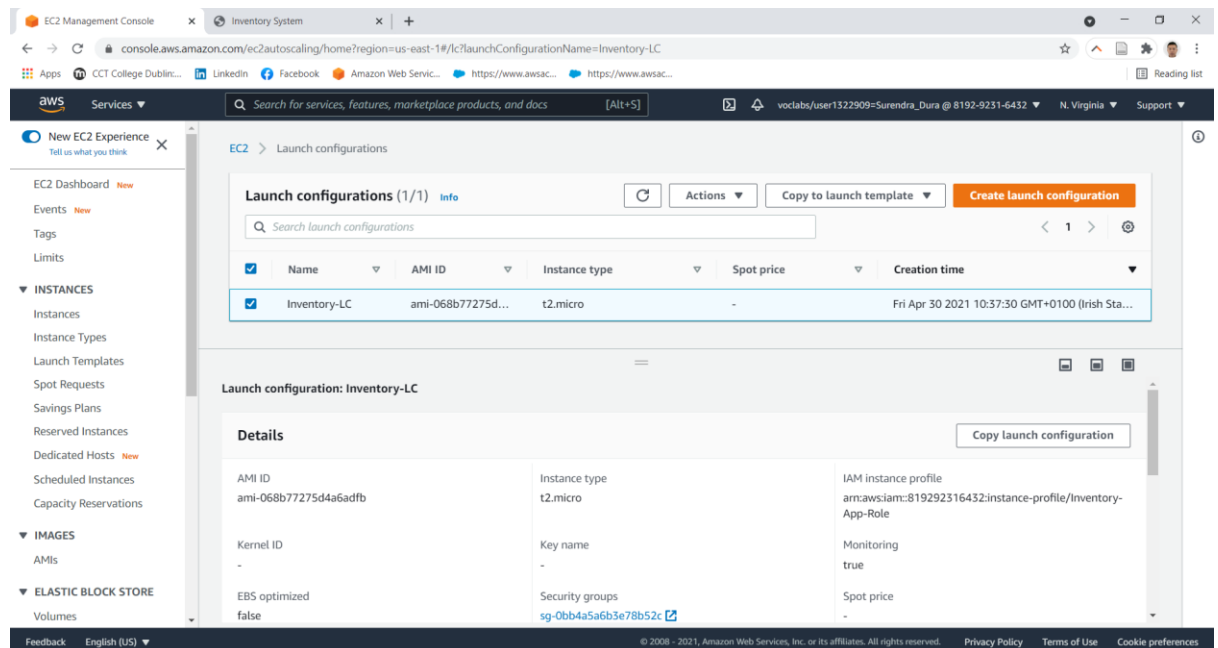 EC2 Management Console
Inventory System
console.aws.amazon.com/ec2autoscaling/home?region=us-east-1#/lc?launchConfigurationName=Inventory-LC
Apps CCT College Dublin:... LinkedIn Facebook Amazon Web Servic... https://www.awsac... https://www.awsac... Reading list
aws Services Search for services, features, marketplace products, and docs [Alt+S] voclabs/user1322909=Surendra_Dura @ 8192-9231-6432 N. Virginia Support
New EC2 Experience
Tell us what you think
EC2 Dashboard New
Events New
Tags
Limits
INSTANCES
Instances
Instance Types
Launch Templates
Spot Requests
Savings Plans
Reserved Instances
Dedicated Hosts New
Scheduled Instances
Capacity Reservations
IMAGES
AMIs
ELASTIC BLOCK STORE
Volumes
EC2 > Launch configurations
Launch configurations (1/1) Info Actions Copy to launch template Create launch configuration
Search launch configurations 1
Name AMI ID Instance type Spot price Creation time
Inventory-LC ami-068b77275d... t2.micro - Fri Apr 30 2021 10:37:30 GMT+0100 (Irish Sta...
Launch configuration: Inventory-LC
Details Copy launch configuration
AMI ID
ami-068b77275d4a6adfb
Instance type
t2.micro
IAM instance profile
arn:aws:iam::819292316432:instance-profile/Inventory-
App-Role
Kernel ID
-
Key name
-
Monitoring
true
EBS optimized
false
Security groups
sg-0bb4a5a6b3e78b52c
Spot price
-
Feedback English (US) © 2008 - 2021, Amazon Web Services, Inc. or its affiliates. All rights reserved. Privacy Policy Terms of Use Cookie preferences